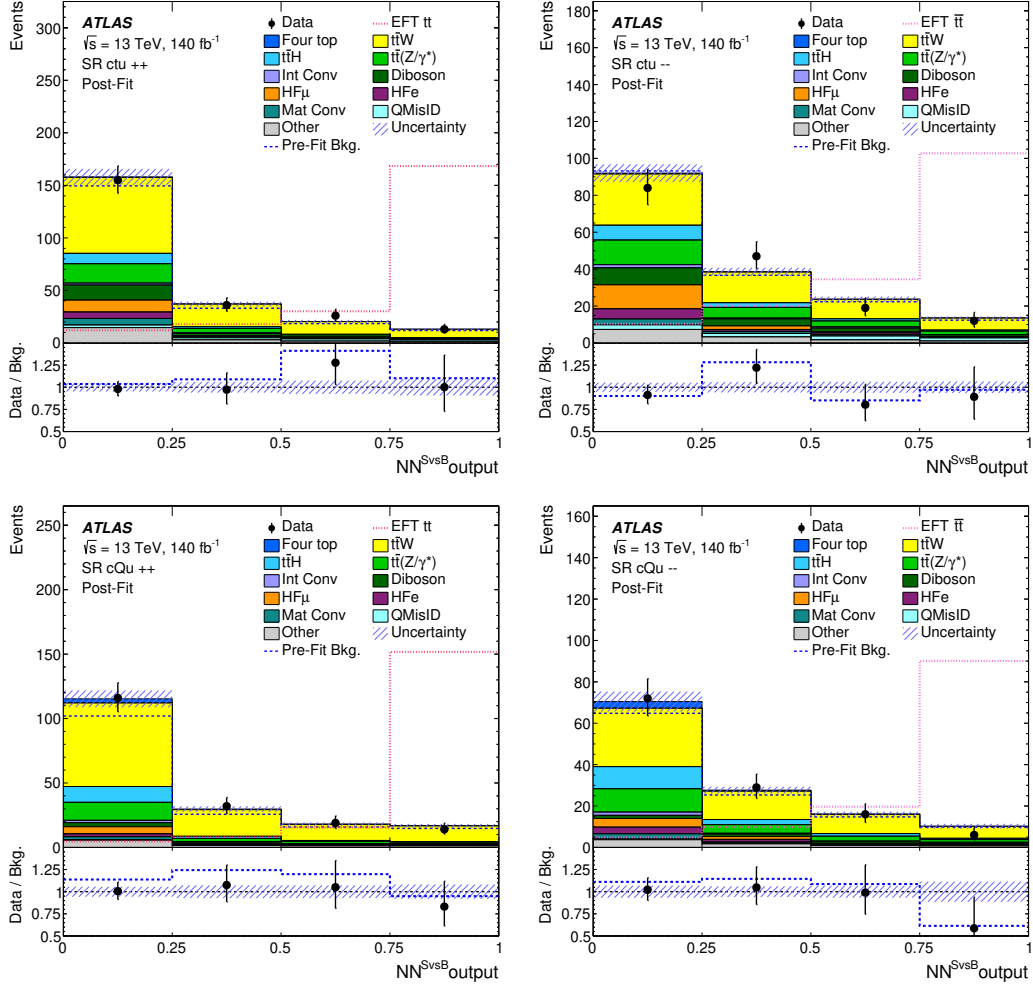 Events
ATLAS
√s = 13 TeV, 140 fb⁻¹
SR ctu ++
Post-Fit
Data
EFT tt
Four top
tt̄W
tt̄H
tt̄(Z/γ*)
Int Conv
Diboson
HFμ
HFe
Mat Conv
QMisID
Other
Uncertainty
Pre-Fit Bkg.
300
250
200
150
100
50
0
Data / Bkg.
1.25
1
0.75
0.5
0 0.25 0.5 0.75 1
NN^SvsB output
Events
ATLAS
√s = 13 TeV, 140 fb⁻¹
SR ctu --
Post-Fit
Data
EFT t̄t̄
Four top
tt̄W
tt̄H
tt̄(Z/γ*)
Int Conv
Diboson
HFμ
HFe
Mat Conv
QMisID
Other
Uncertainty
Pre-Fit Bkg.
180
160
140
120
100
80
60
40
20
0
Data / Bkg.
1.25
1
0.75
0.5
0 0.25 0.5 0.75 1
NN^SvsB output
Events
ATLAS
√s = 13 TeV, 140 fb⁻¹
SR cQu ++
Post-Fit
Data
EFT tt
Four top
tt̄W
tt̄H
tt̄(Z/γ*)
Int Conv
Diboson
HFμ
HFe
Mat Conv
QMisID
Other
Uncertainty
Pre-Fit Bkg.
250
200
150
100
50
0
Data / Bkg.
1.25
1
0.75
0.5
0 0.25 0.5 0.75 1
NN^SvsB output
Events
ATLAS
√s = 13 TeV, 140 fb⁻¹
SR cQu --
Post-Fit
Data
EFT t̄t̄
Four top
tt̄W
tt̄H
tt̄(Z/γ*)
Int Conv
Diboson
HFμ
HFe
Mat Conv
QMisID
Other
Uncertainty
Pre-Fit Bkg.
160
140
120
100
80
60
40
20
0
Data / Bkg.
1.25
1
0.75
0.5
0 0.25 0.5 0.75 1
NN^SvsB output